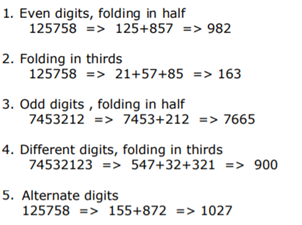 1. Even digits, folding in half
125758 => 125+857 => 982
2. Folding in thirds
125758 => 21+57+85 => 163
3. Odd digits , folding in half
7453212 => 7453+212 => 7665
4. Different digits, folding in thirds
74532123 => 547+32+321 => 900
5. Alternate digits
125758 => 155+872 => 1027